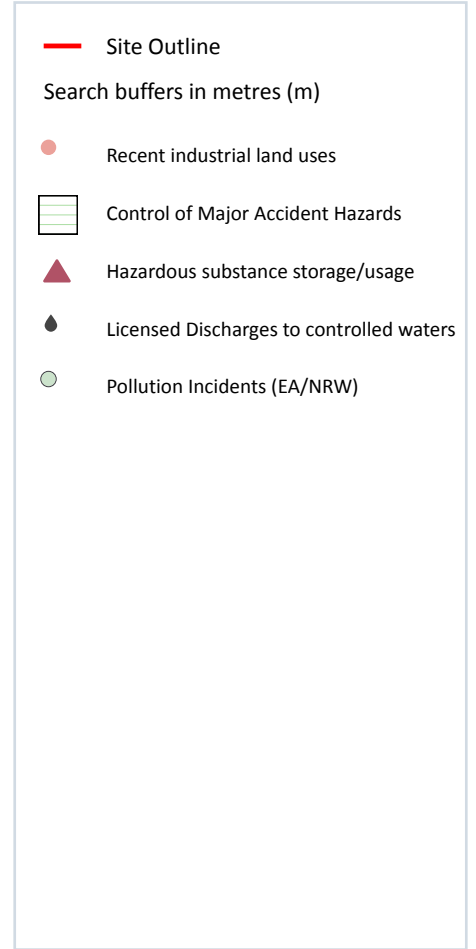 Site Outline
Search buffers in metres (m)
Recent industrial land uses
Control of Major Accident Hazards
Hazardous substance storage/usage
Licensed Discharges to controlled waters
Pollution Incidents (EA/NRW)